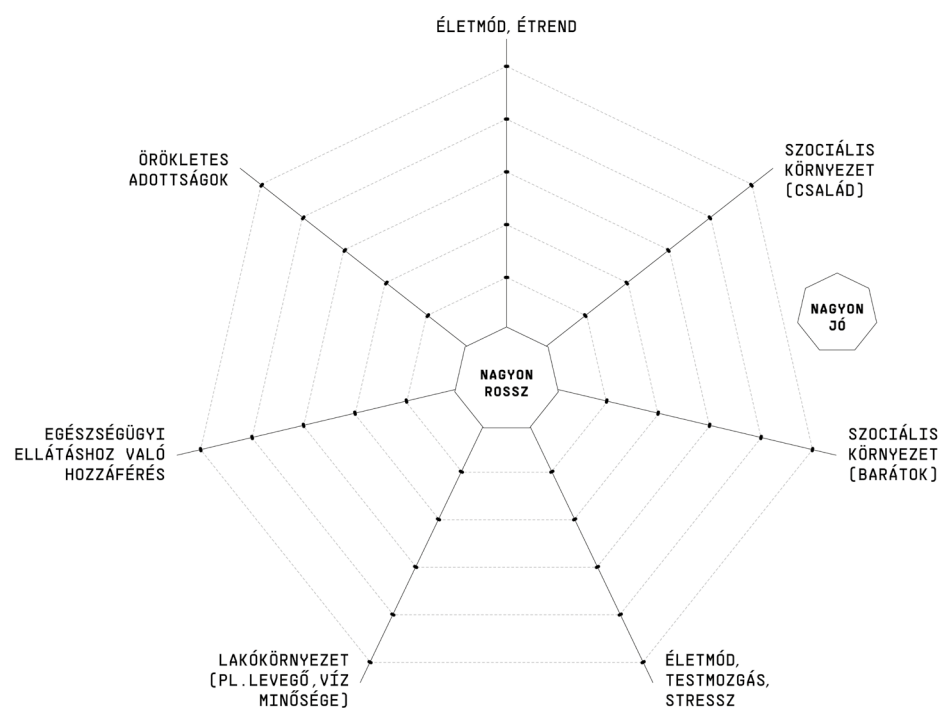 ÉLETMÓD, ÉTREND
SZOCIÁLIS
KÖRNYEZET
(CSALÁD)
ÖRÖKLETES
ADOTTSÁGOK
NAGYON
JÓ
NAGYON
ROSSZ
EGÉSZSÉGÜGYI
ELLÁTÁSHOZ VALÓ
HOZZÁFÉRÉS
SZOCIÁLIS
KÖRNYEZET
(BARÁTOK)
LAKÓKÖRNYEZET
(PL.LEVEGŐ,VÍZ
MINŐSÉGE)
ÉLETMÓD,
TESTMOZGÁS,
STRESSZ